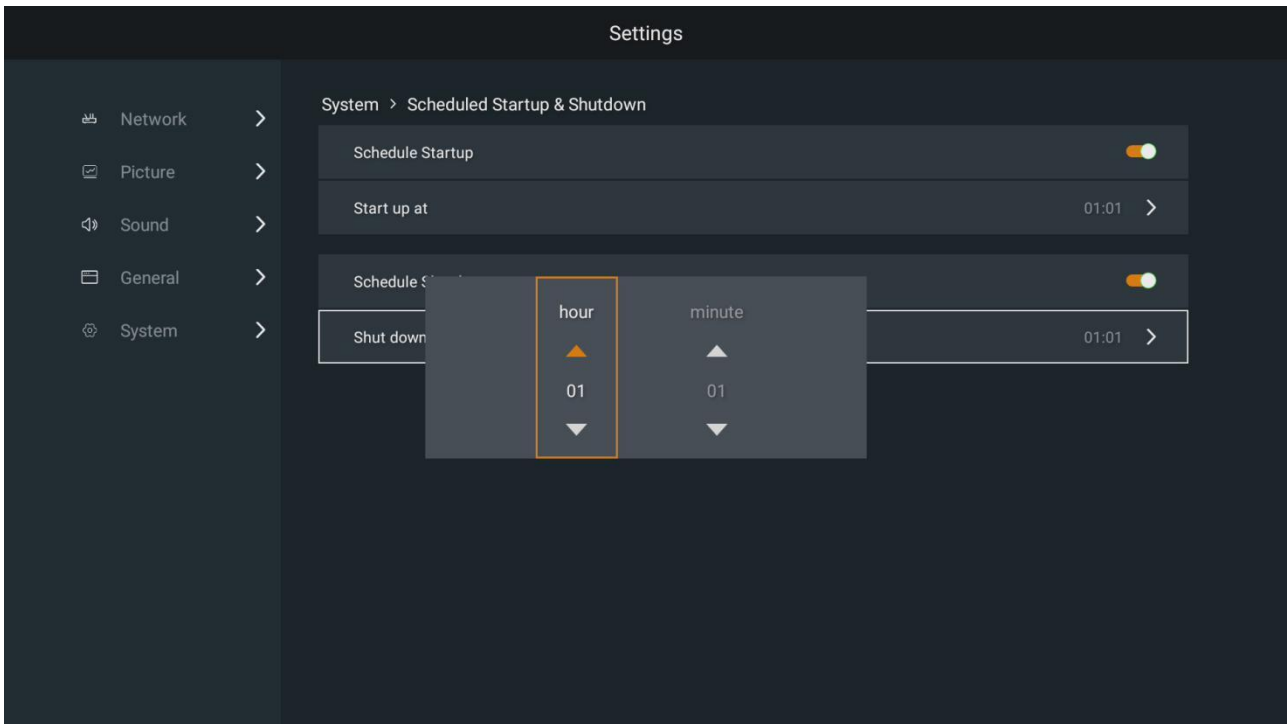 Settings
Network
Picture
Sound
General
System
System > Scheduled Startup & Shutdown
Schedule Startup
Start up at 01:01
Schedule
Shut down 01:01
hour minute
01 01